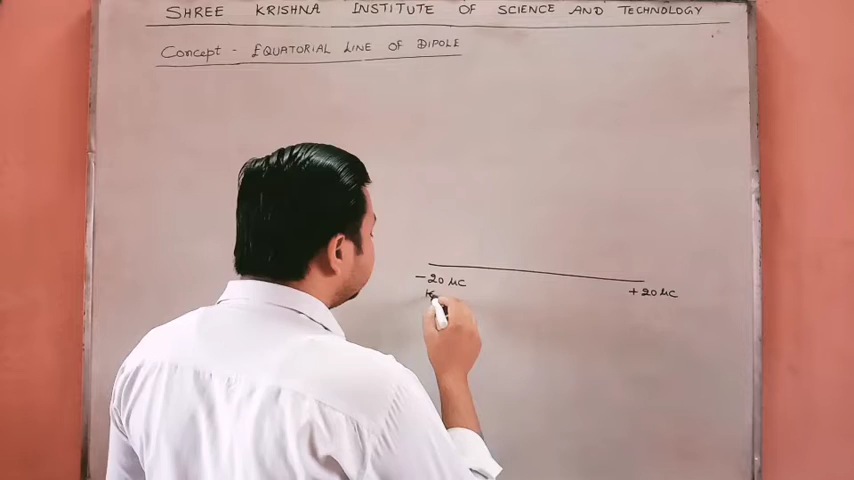 SHREE KRISHNA INSTITUTE OF SCIENCE AND TECHNOLOGY
Concept - EQUATORIAL LINE OF DIPOLE
-20 μC
+20 μC